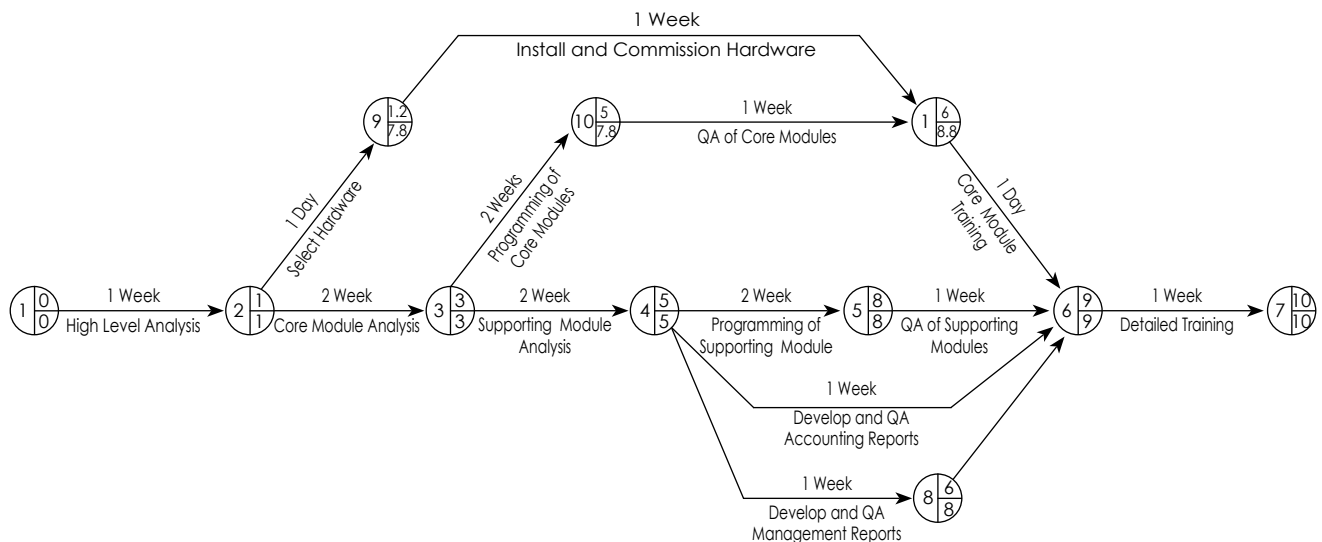 1 Week
Install and Commission Hardware
9
1.2
7.8
10
5
7.8
1 Week
QA of Core Modules
1
6
8.8
1 Day
Select Hardware
2 Weeks
Programming of
Core Modules
1 Day
Core Module
Training
1
0
0
1 Week
High Level Analysis
2
1
1
2 Week
Core Module Analysis
3
3
3
2 Week
Supporting Module
Analysis
4
5
5
2 Week
Programming of
Supporting Module
5
8
8
1 Week
QA of Supporting
Modules
6
9
9
1 Week
Detailed Training
7
10
10
1 Week
Develop and QA
Accounting Reports
1 Week
Develop and QA
Management Reports
8
6
8